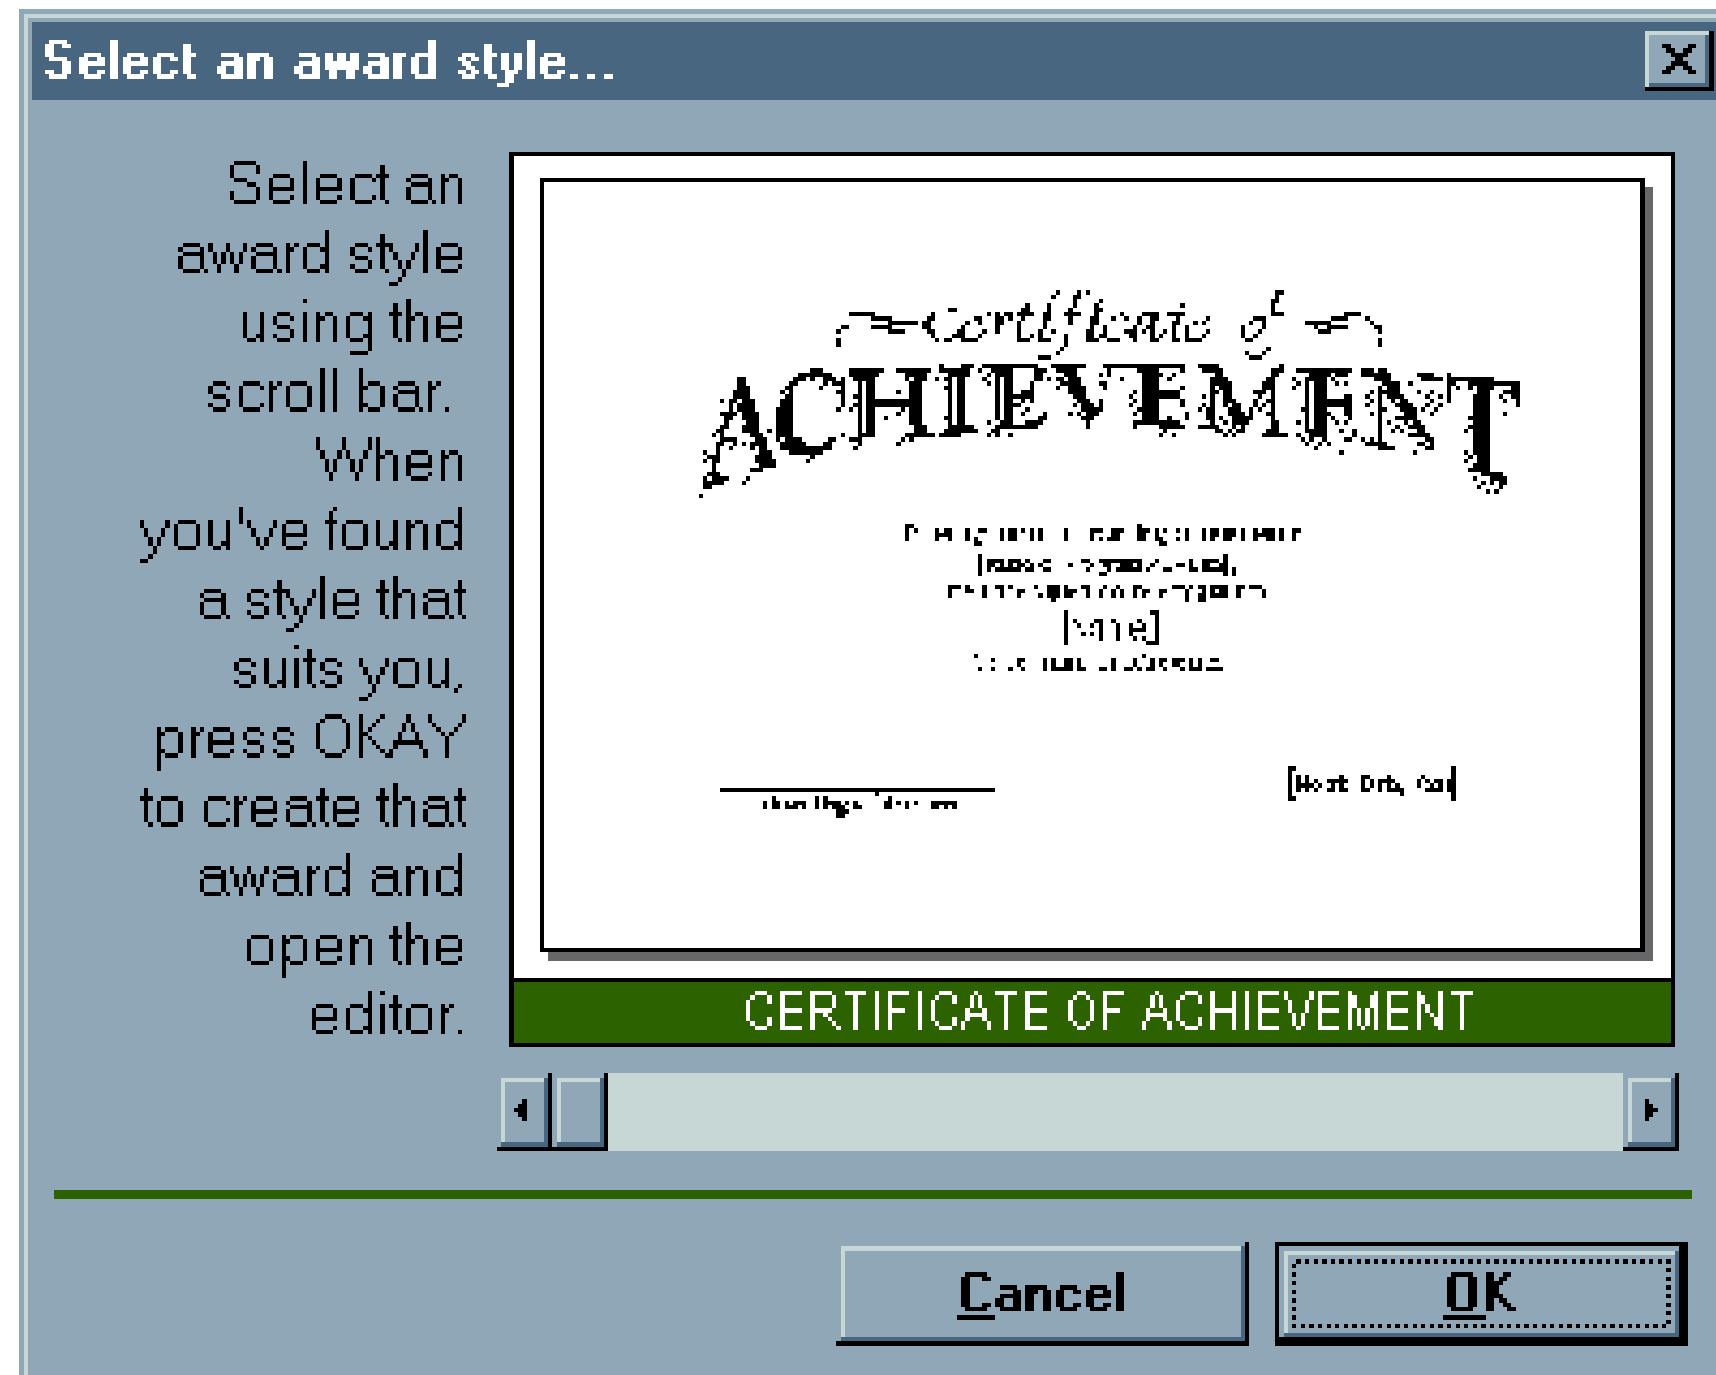 Select an award style...
Select an
award style
using the
scroll bar.
When
you've found
a style that
suits you,
press OKAY
to create that
award and
open the
editor.
Certificate of
ACHIEVEMENT
[Name]
CERTIFICATE OF ACHIEVEMENT
Cancel
OK